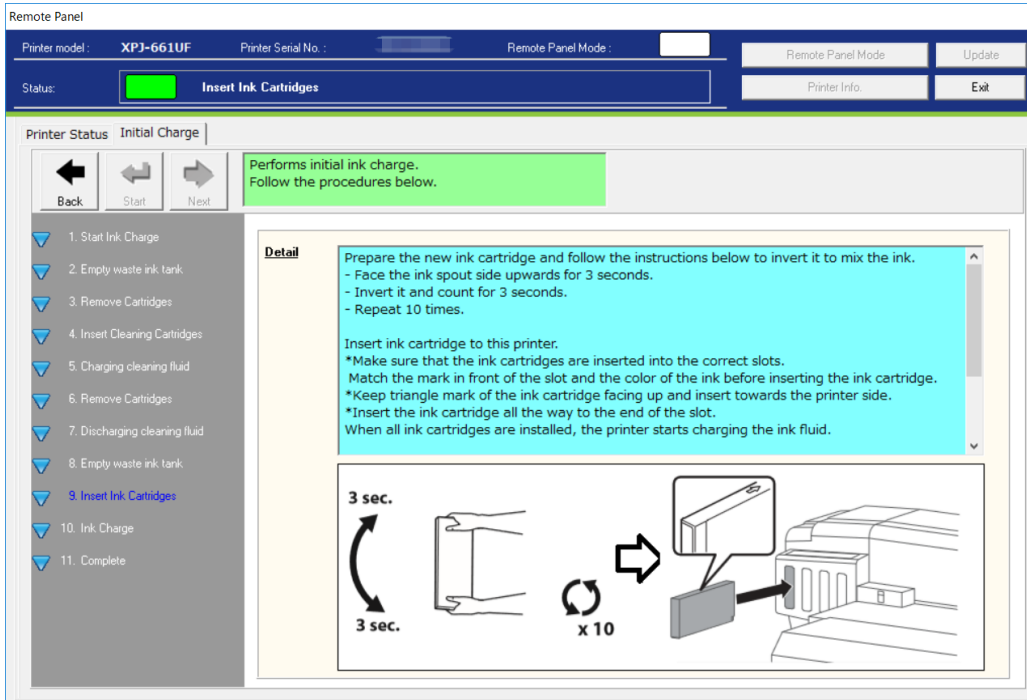 Remote Panel
Printer model : XPJ-661UF Printer Serial No. : Remote Panel Mode :
Remote Panel Mode Update
Status: Insert Ink Cartridges
Printer Info. Exit
Printer Status Initial Charge
Back Start Next
Performs initial ink charge.
Follow the procedures below.
1. Start Ink Charge
2. Empty waste ink tank
3. Remove Cartridges
4. Insert Cleaning Cartridges
5. Charging cleaning fluid
6. Remove Cartridges
7. Discharging cleaning fluid
8. Empty waste ink tank
9. Insert Ink Cartridges
10. Ink Charge
11. Complete
Detail
Prepare the new ink cartridge and follow the instructions below to invert it to mix the ink.
- Face the ink spout side upwards for 3 seconds.
- Invert it and count for 3 seconds.
- Repeat 10 times.
Insert ink cartridge to this printer.
*Make sure that the ink cartridges are inserted into the correct slots.
Match the mark in front of the slot and the color of the ink before inserting the ink cartridge.
*Keep triangle mark of the ink cartridge facing up and insert towards the printer side.
*Insert the ink cartridge all the way to the end of the slot.
When all ink cartridges are installed, the printer starts charging the ink fluid.
3 sec.
3 sec.
x 10